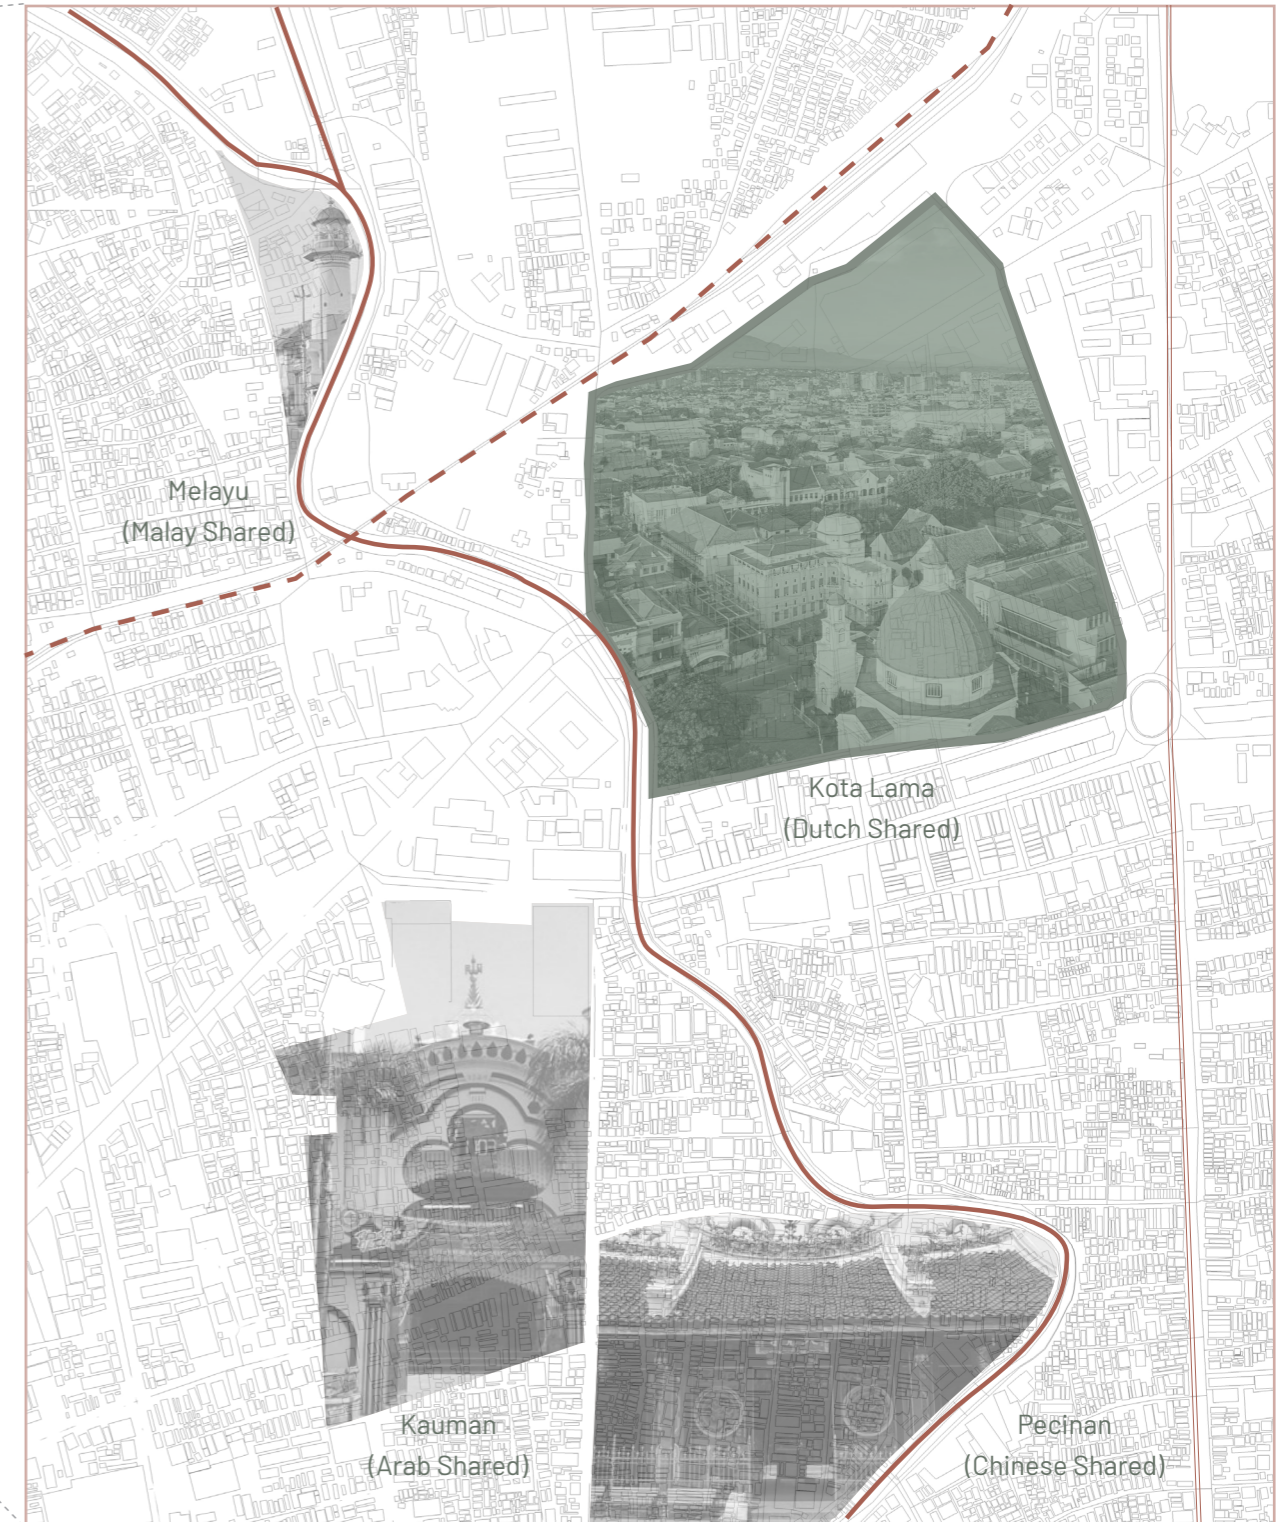 Melayu
(Malay Shared)
Kota Lama
(Dutch Shared)
Kauman
(Arab Shared)
Pecinan
(Chinese Shared)